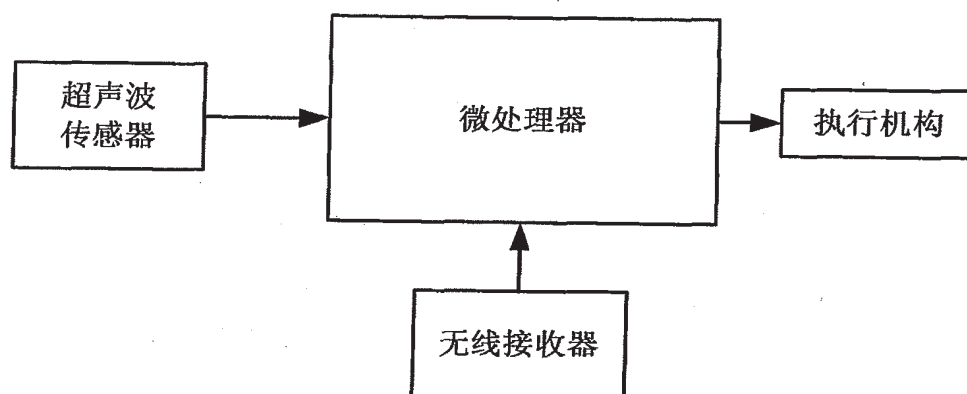 超声波
传感器
微处理器
执行机构
无线接收器